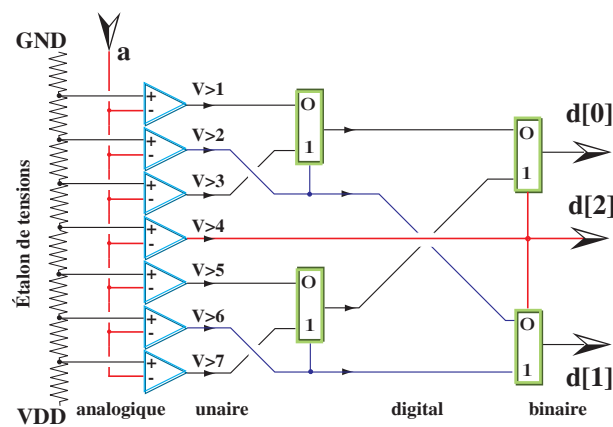 GND
a
+
-
V>1
O
1
d[0]
+
-
V>2
O
1
+
-
V>3
d[2]
Étalon de tensions
+
-
V>4
+
-
V>5
O
1
+
-
V>6
O
1
d[1]
+
-
V>7
VDD
analogique
unaire
digital
binaire